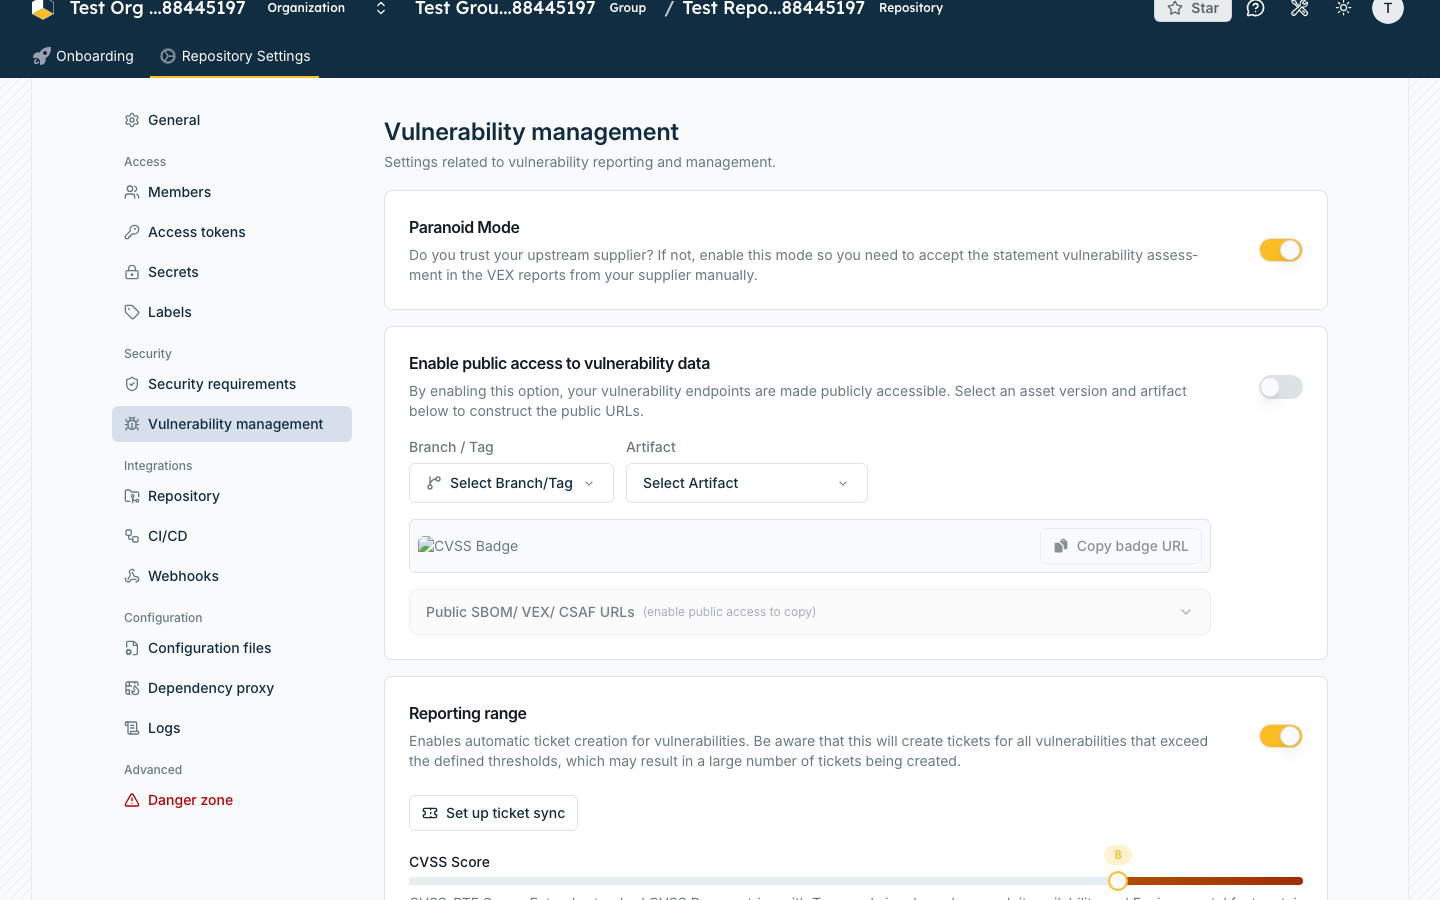 Test Org ...88445197 Organization Test Grou...88445197 Group / Test Repo...88445197 Repository Star T
Onboarding Repository Settings
General
Access
Members
Access tokens
Secrets
Labels
Security
Security requirements
Vulnerability management
Integrations
Repository
CI/CD
Webhooks
Configuration
Configuration files
Dependency proxy
Logs
Advanced
Danger zone
Vulnerability management
Settings related to vulnerability reporting and management.
Paranoid Mode
Do you trust your upstream supplier? If not, enable this mode so you need to accept the statement vulnerability assess-
ment in the VEX reports from your supplier manually.
Enable public access to vulnerability data
By enabling this option, your vulnerability endpoints are made publicly accessible. Select an asset version and artifact
below to construct the public URLs.
Branch / Tag Artifact
Select Branch/Tag Select Artifact
CVSS Badge Copy badge URL
Public SBOM/ VEX/ CSAF URLs (enable public access to copy)
Reporting range
Enables automatic ticket creation for vulnerabilities. Be aware that this will create tickets for all vulnerabilities that exceed
the defined thresholds, which may result in a large number of tickets being created.
Set up ticket sync
8
CVSS Score